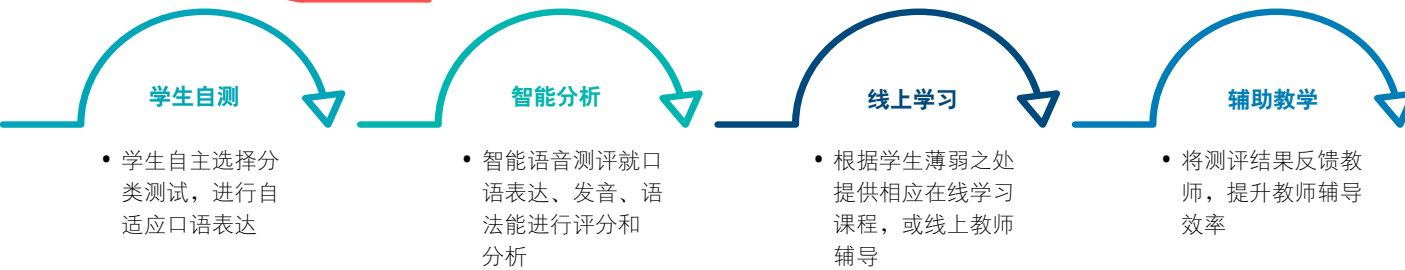 学生自测
• 学生自主选择分
类测试，进行自
适应口语表达
智能分析
• 智能语音测评就口
语表达、发音、语
法能进行评分和
分析
线上学习
• 根据学生薄弱之处
提供相应在线学习
课程，或线上教师
辅导
辅助教学
• 将测评结果反馈教
师，提升教师辅导
效率